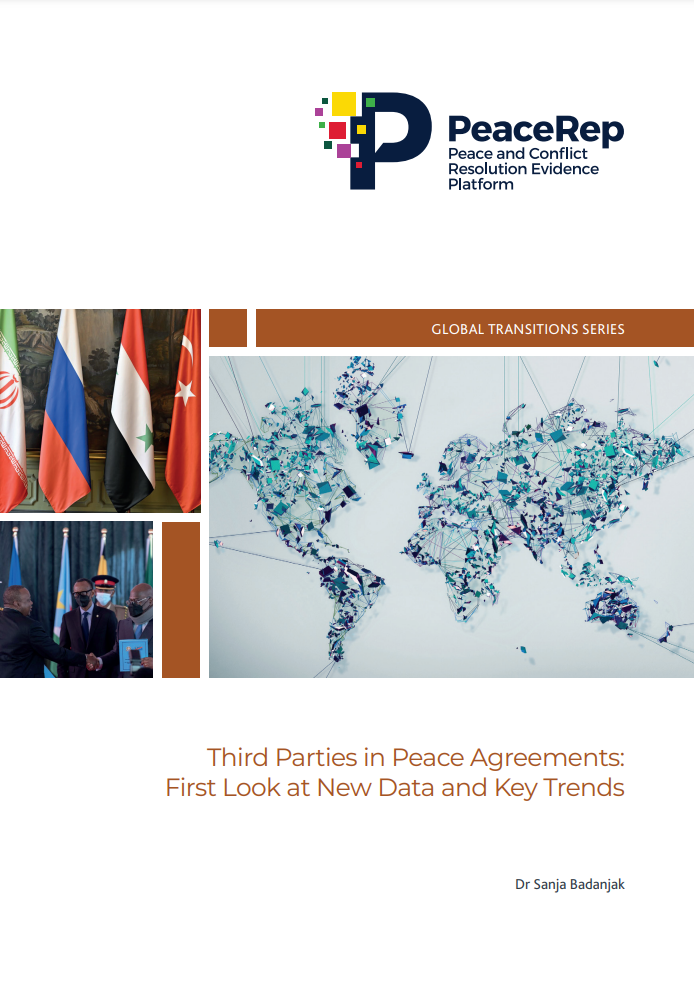 PeaceRep
Peace and Conflict
Resolution Evidence
Platform
GLOBAL TRANSITIONS SERIES
Third Parties in Peace Agreements:
First Look at New Data and Key Trends
Dr Sanja Badanjak